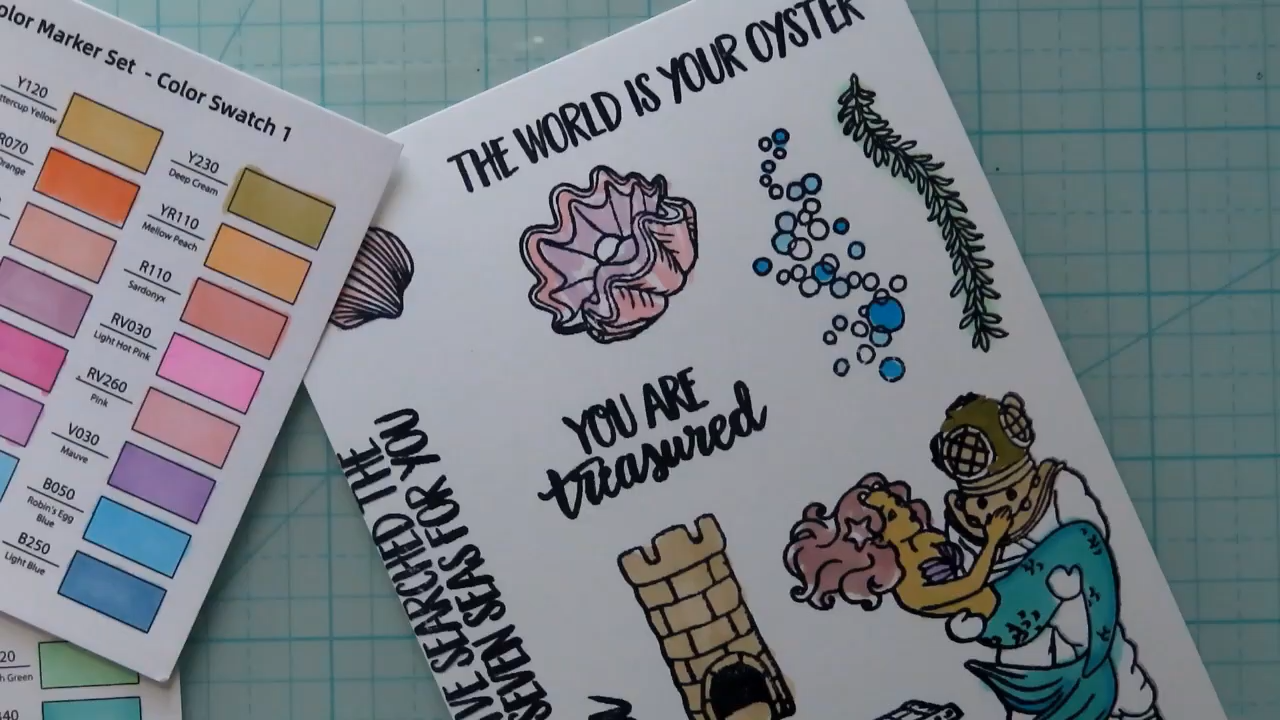 olor Marker Set - Color Swatch 1
Y120
ttercup Yellow
R070
Orange
Y230
Deep Cream
YR110
Mellow Peach
R110
Sardonyx
RV030
Light Hot Pink
RV260
Pink
V030
Mauve
B050
Robin's Egg
Blue
B250
Light Blue
20
h Green
40
THE WORLD IS YOUR OYSTER
YOU ARE
treasured
I'VE SEARCHED THE
SEVEN SEAS FOR YOU